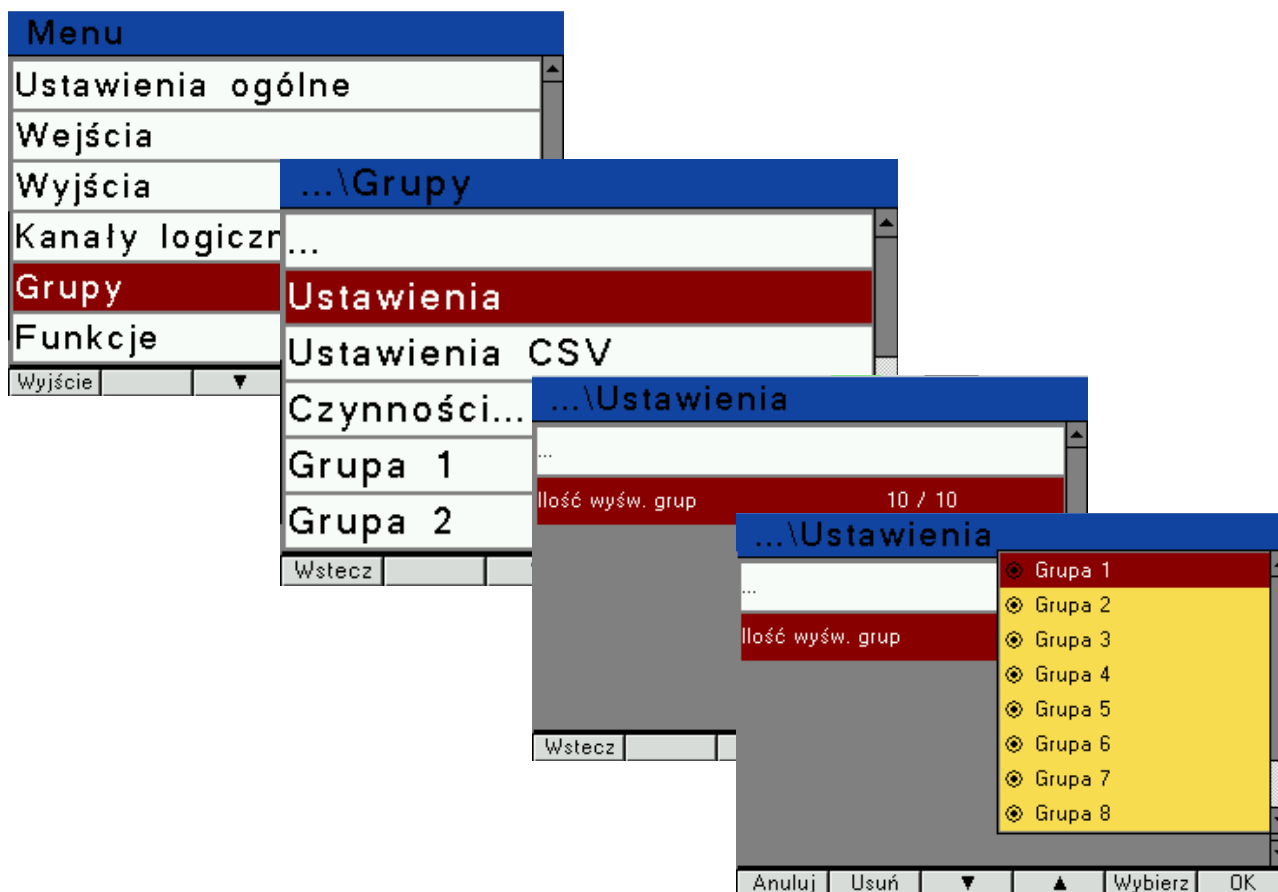 Menu
Ustawienia ogólne
Wejścia
Wyjścia
Kanały logiczn
Grupy
Funkcje
Wyjście ▼
...\Grupy
...
Ustawienia
Ustawienia CSV
Czynności...
Grupa 1
Grupa 2
Wstecz
...\Ustawienia
...
Ilość wyśw. grup 10 / 10
Wstecz
...\Ustawienia
...
Ilość wyśw. grup
Grupa 1
Grupa 2
Grupa 3
Grupa 4
Grupa 5
Grupa 6
Grupa 7
Grupa 8
Anuluj Usuń ▼ ▲ Wybierz OK